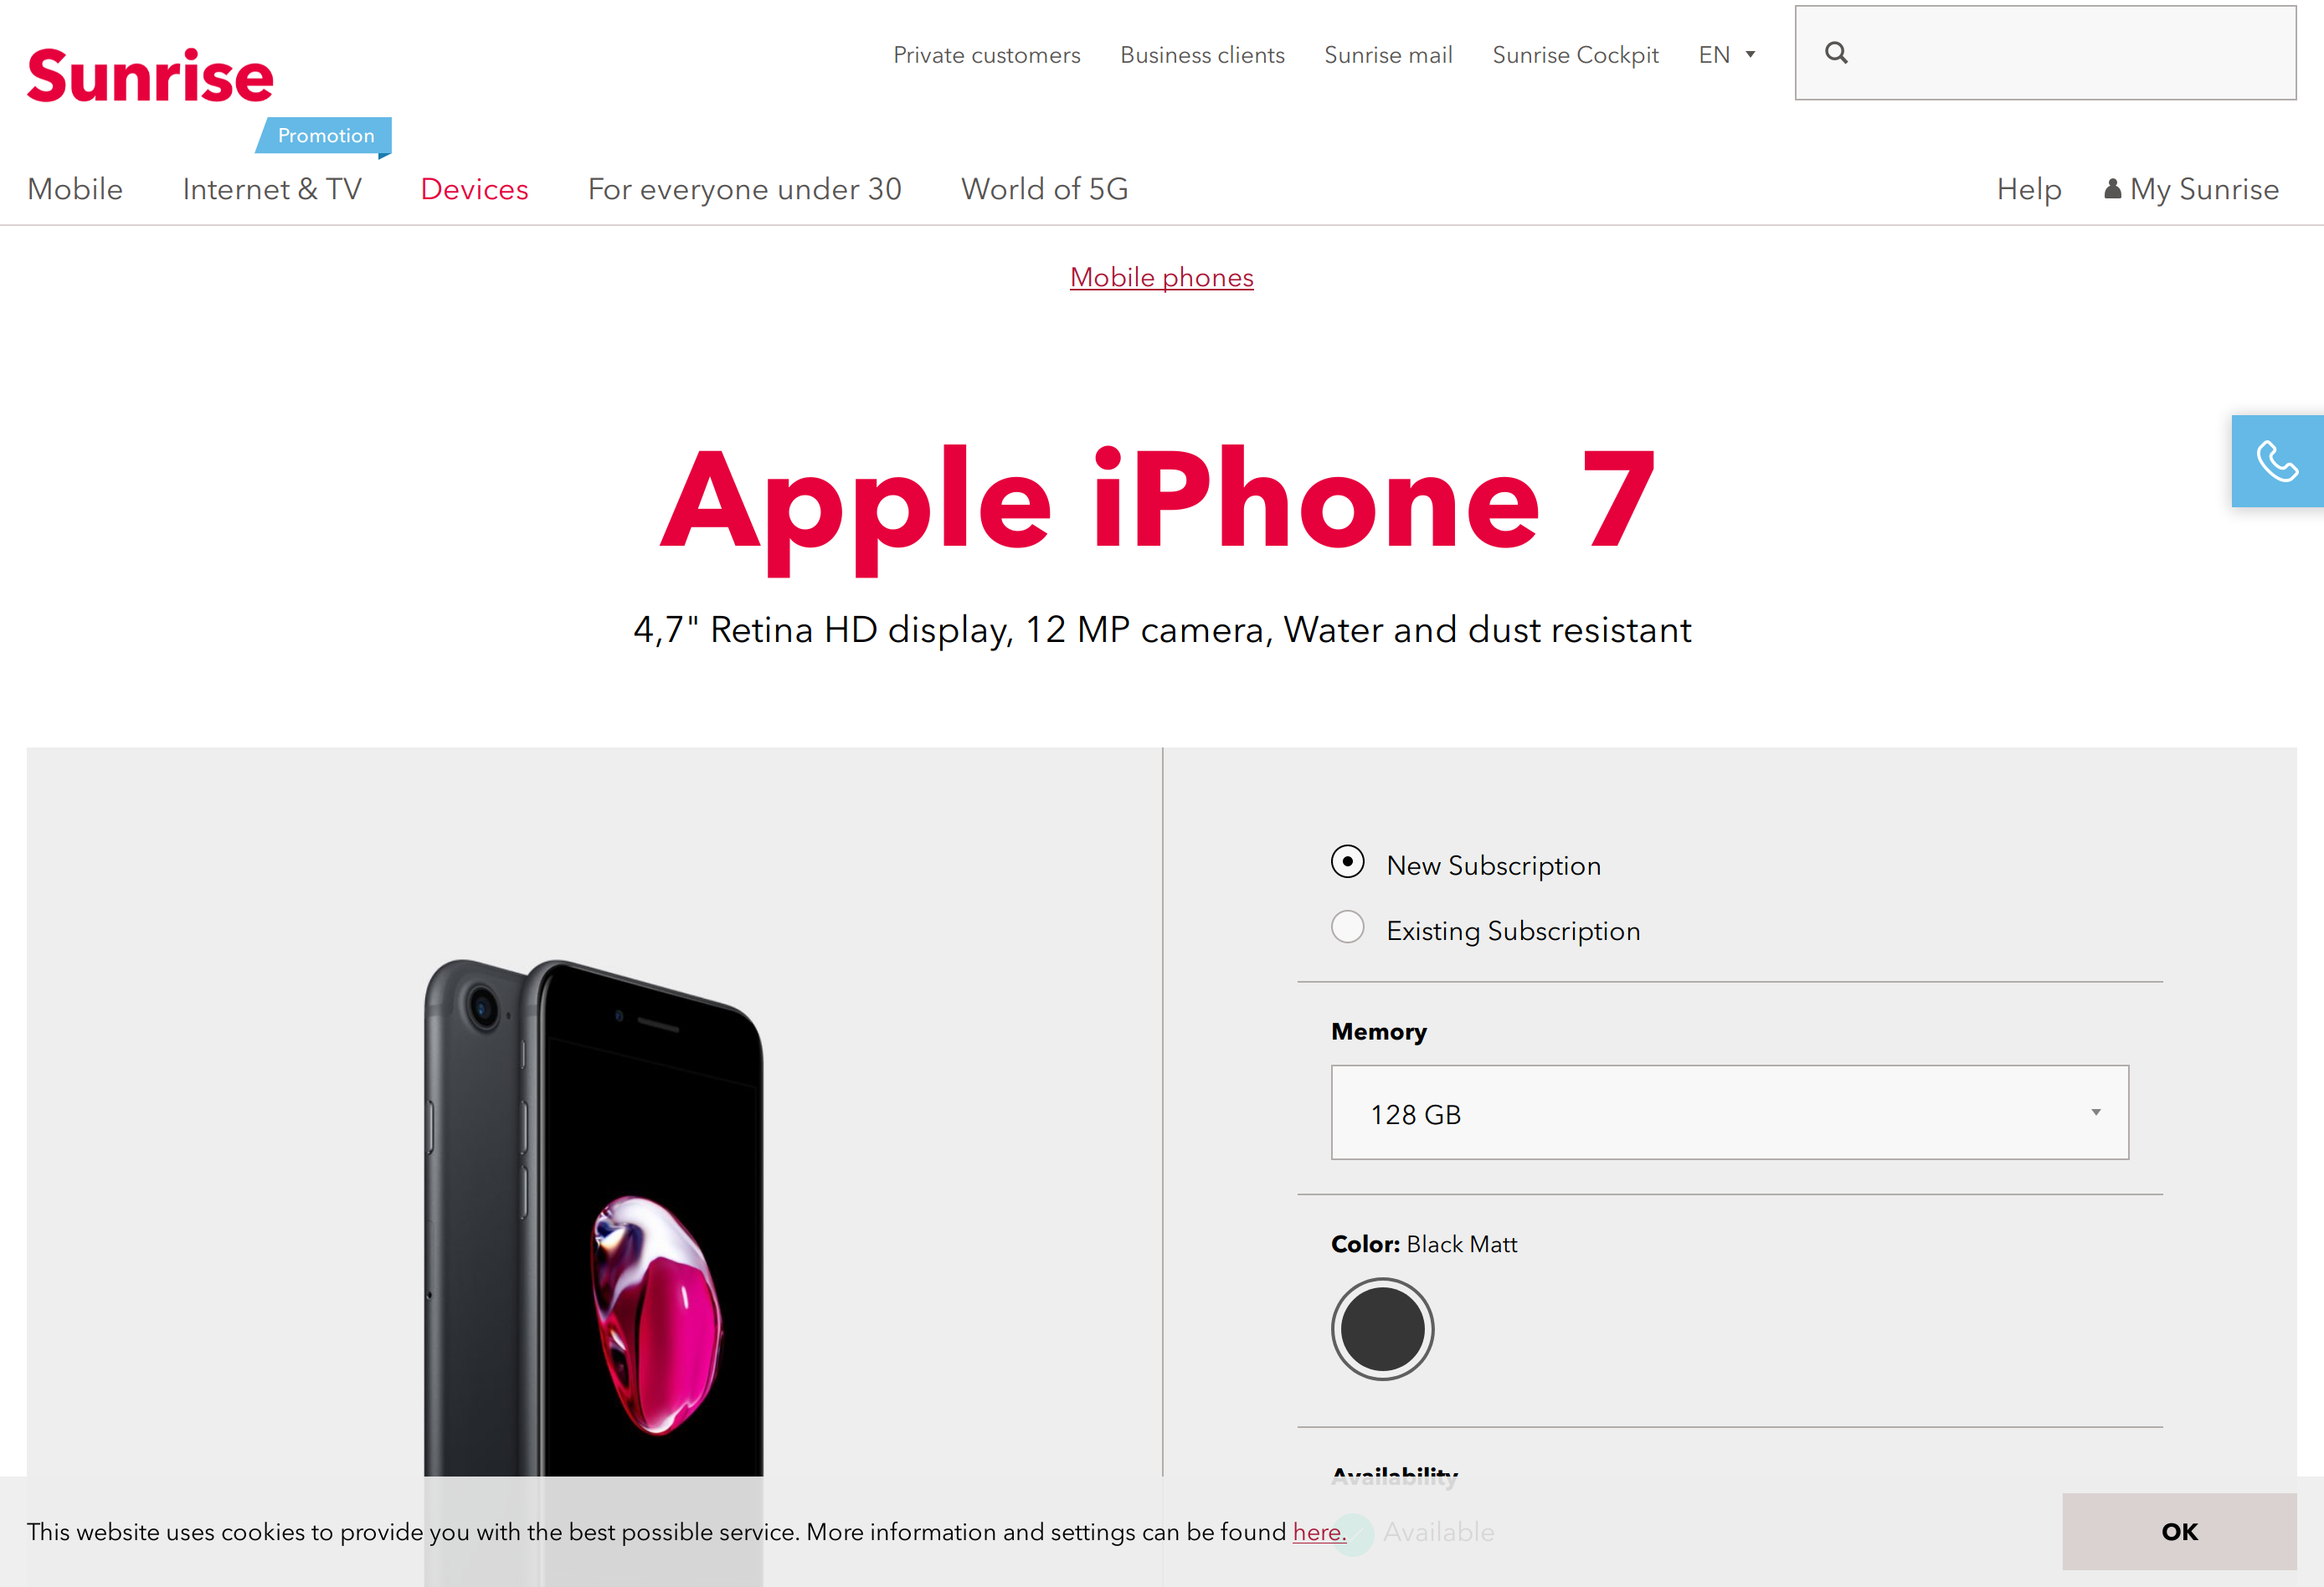 Private customers Business clients Sunrise mail Sunrise Cockpit EN
Sunrise
Promotion
Mobile Internet & TV Devices For everyone under 30 World of 5G Help My Sunrise
Mobile phones
Apple iPhone 7
4,7" Retina HD display, 12 MP camera, Water and dust resistant
New Subscription
Existing Subscription
Memory
128 GB
Color: Black Matt
Availability
Available
This website uses cookies to provide you with the best possible service. More information and settings can be found here.
OK